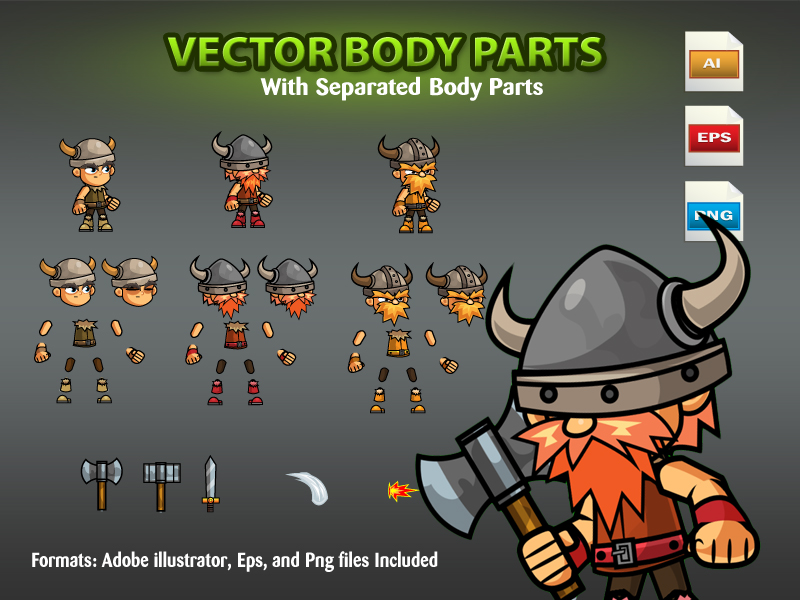 VECTOR BODY PARTS
With Separated Body Parts
AI
EPS
PNG
Formats: Adobe illustrator, Eps, and Png files Included